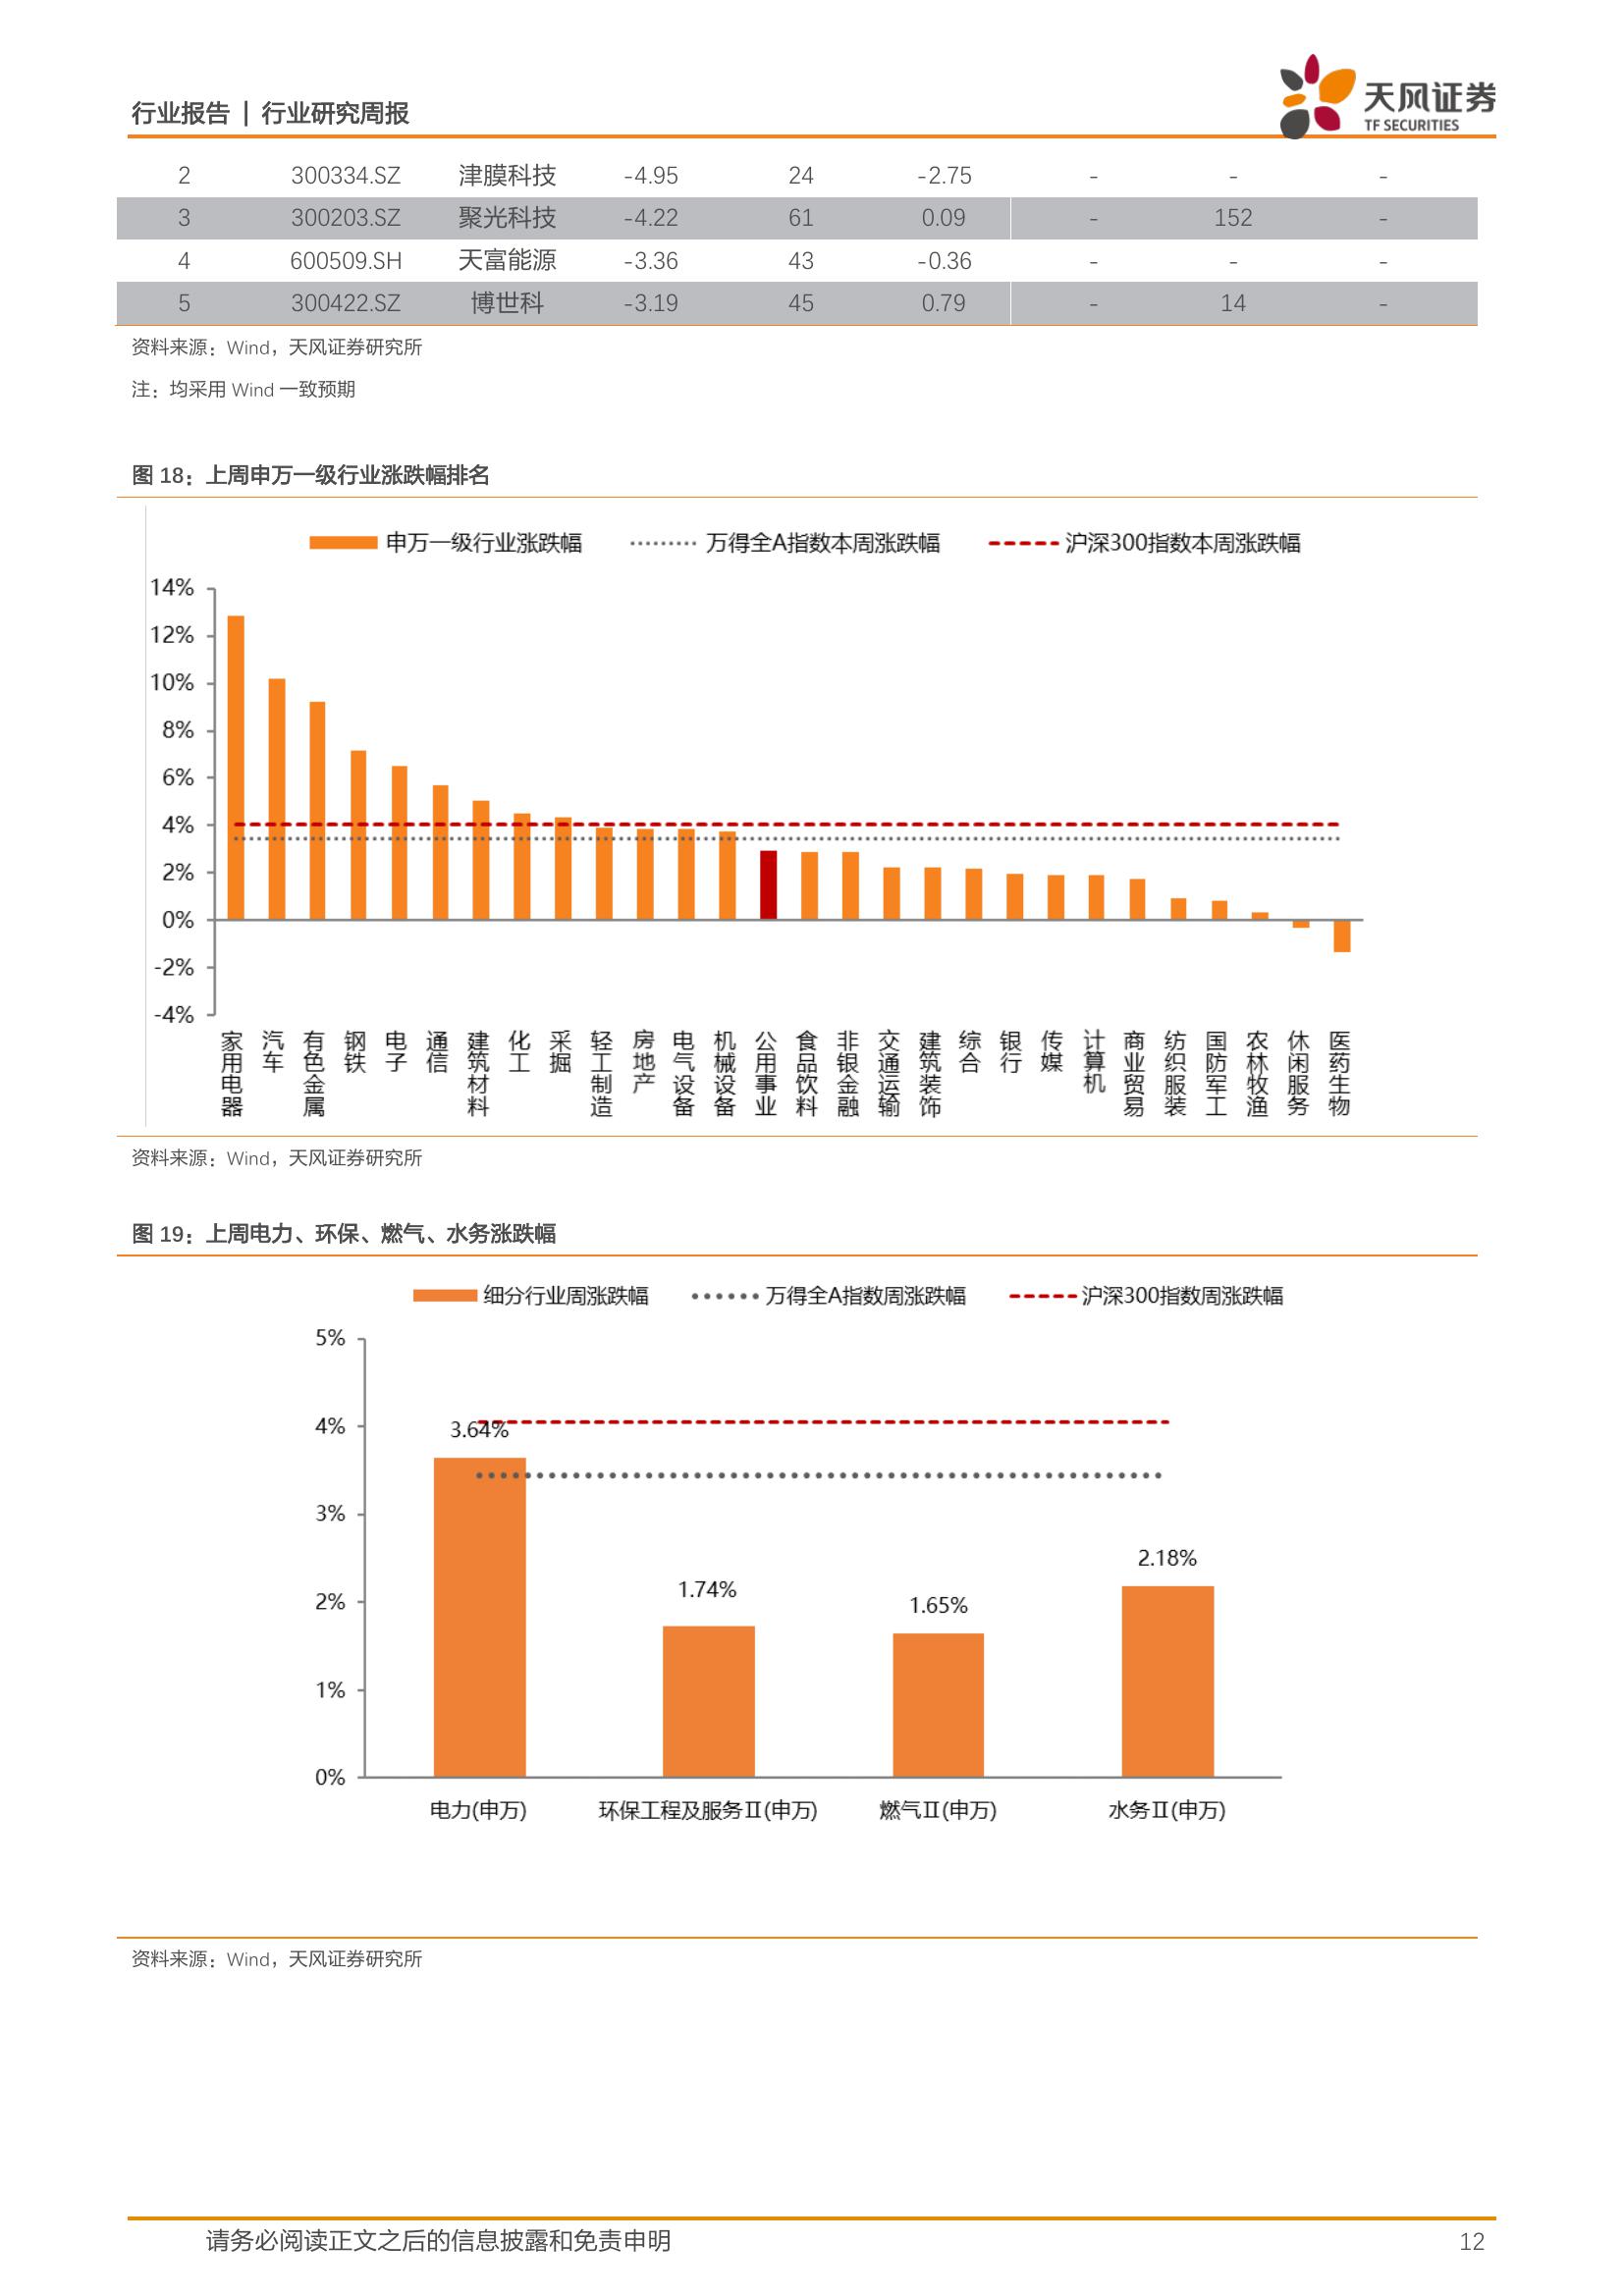 天风证券
TF SECURITIES
行业报告 | 行业研究周报
2 300334.SZ 津膜科技 -4.95 24 -2.75 - - -
3 300203.SZ 聚光科技 -4.22 61 0.09 - 152 -
4 600509.SH 天富能源 -3.36 43 -0.36 - - -
5 300422.SZ 博世科 -3.19 45 0.79 - 14 -
资料来源：Wind，天风证券研究所
注：均采用 Wind 一致预期
图 18：上周申万一级行业涨跌幅排名
申万一级行业涨跌幅 万得全A指数本周涨跌幅 沪深300指数本周涨跌幅
14%
12%
10%
8%
6%
4%
2%
0%
-2%
-4%
家用电器 汽车 有色金属 钢铁 电子 通信 建筑材料 化工 采掘 轻工制造 房地产 电气设备 机械设备 公用事业 食品饮料 非银金融 交通运输 建筑装饰 综合 银行 传媒 计算机 商业贸易 纺织服装 国防军工 农林牧渔 休闲服务 医药生物
资料来源：Wind，天风证券研究所
图 19：上周电力、环保、燃气、水务涨跌幅
细分行业周涨跌幅 万得全A指数周涨跌幅 沪深300指数周涨跌幅
5%
4%
3%
2%
1%
0%
3.64%
1.74%
1.65%
2.18%
电力(申万) 环保工程及服务Ⅱ(申万) 燃气Ⅱ(申万) 水务Ⅱ(申万)
资料来源：Wind，天风证券研究所
请务必阅读正文之后的信息披露和免责申明 12